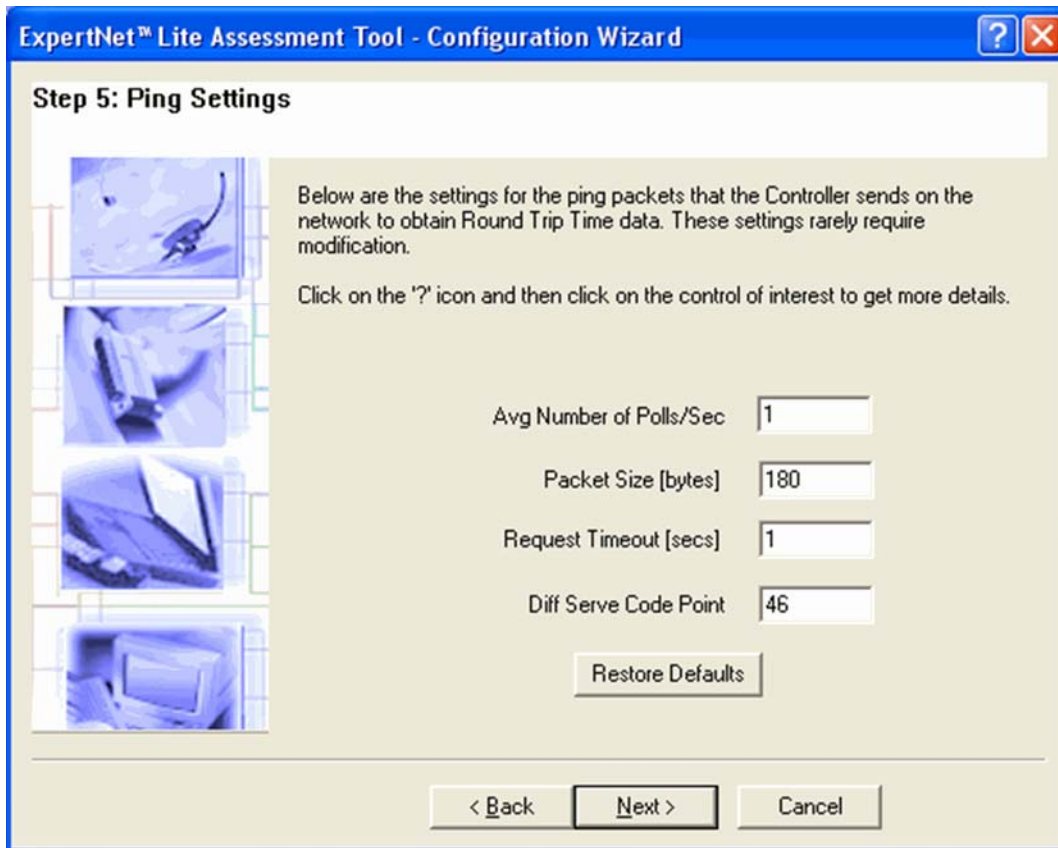 ExpertNet™ Lite Assessment Tool - Configuration Wizard
?
Step 5: Ping Settings
Below are the settings for the ping packets that the Controller sends on the
network to obtain Round Trip Time data. These settings rarely require
modification.
Click on the '?' icon and then click on the control of interest to get more details.
Avg Number of Polls/Sec 1
Packet Size [bytes] 180
Request Timeout [secs] 1
Diff Serve Code Point 46
Restore Defaults
< Back Next > Cancel